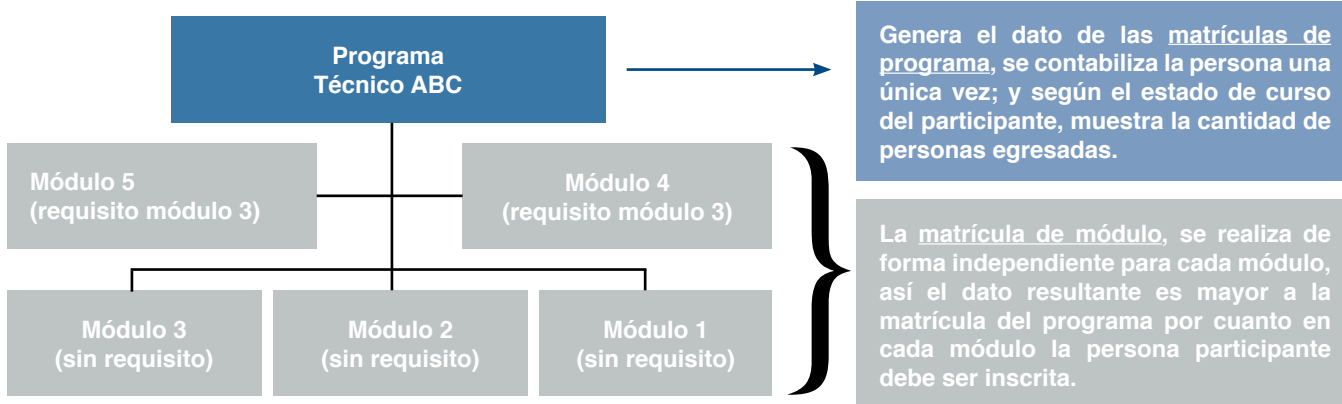 Programa
Técnico ABC
Genera el dato de las matrículas de
programa, se contabiliza la persona una
única vez; y según el estado de curso
del participante, muestra la cantidad de
personas egresadas.
Módulo 5
(requisito módulo 3)
Módulo 4
(requisito módulo 3)
La matrícula de módulo, se realiza de
forma independiente para cada módulo,
así el dato resultante es mayor a la
matrícula del programa por cuanto en
cada módulo la persona participante
debe ser inscrita.
Módulo 3
(sin requisito)
Módulo 2
(sin requisito)
Módulo 1
(sin requisito)